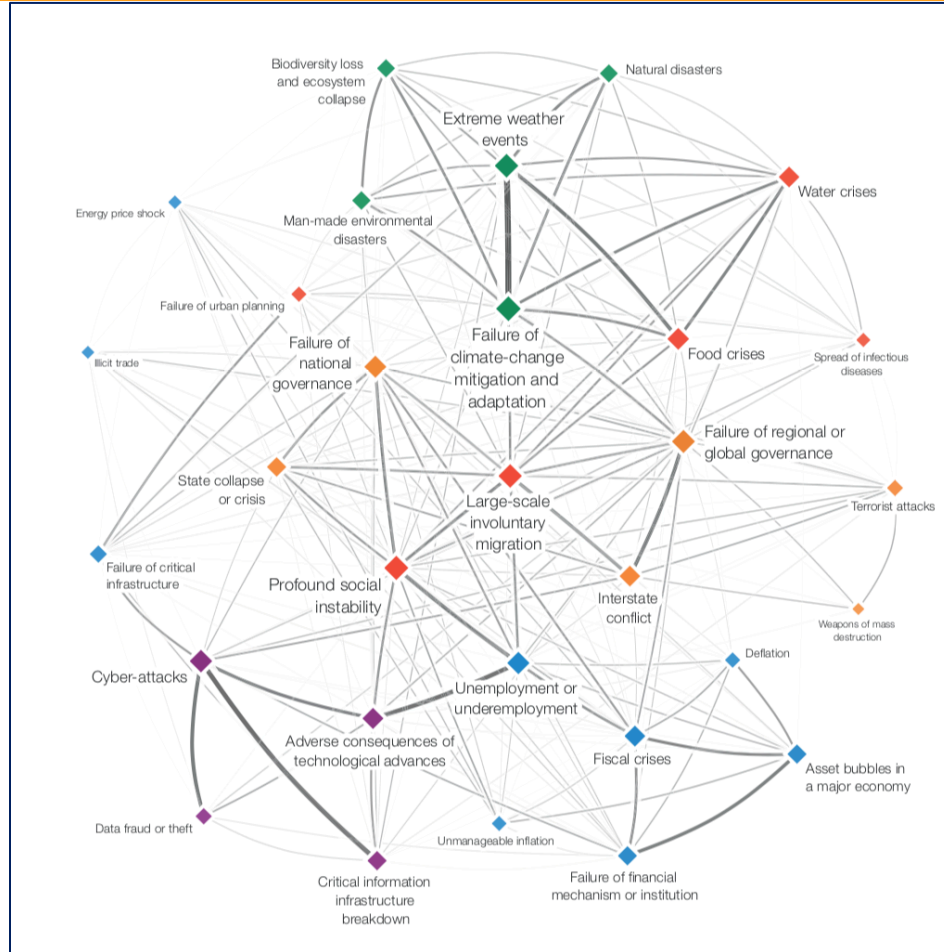 Biodiversity loss
and ecosystem
collapse
Natural disasters
Extreme weather
events
Water crises
Energy price shock
Man-made environmental
disasters
Failure of urban planning
Failure of
climate-change
mitigation and
adaptation
Food crises
Spread of infectious
diseases
Illicit trade
Failure of
national
governance
Failure of regional or
global governance
State collapse
or crisis
Large-scale
involuntary
migration
Terrorist attacks
Failure of critical
infrastructure
Profound social
instability
Interstate
conflict
Weapons of mass
destruction
Cyber-attacks
Unemployment or
underemployment
Deflation
Adverse consequences of
technological advances
Fiscal crises
Asset bubbles in
a major economy
Data fraud or theft
Unmanageable inflation
Critical information
infrastructure
breakdown
Failure of financial
mechanism or institution